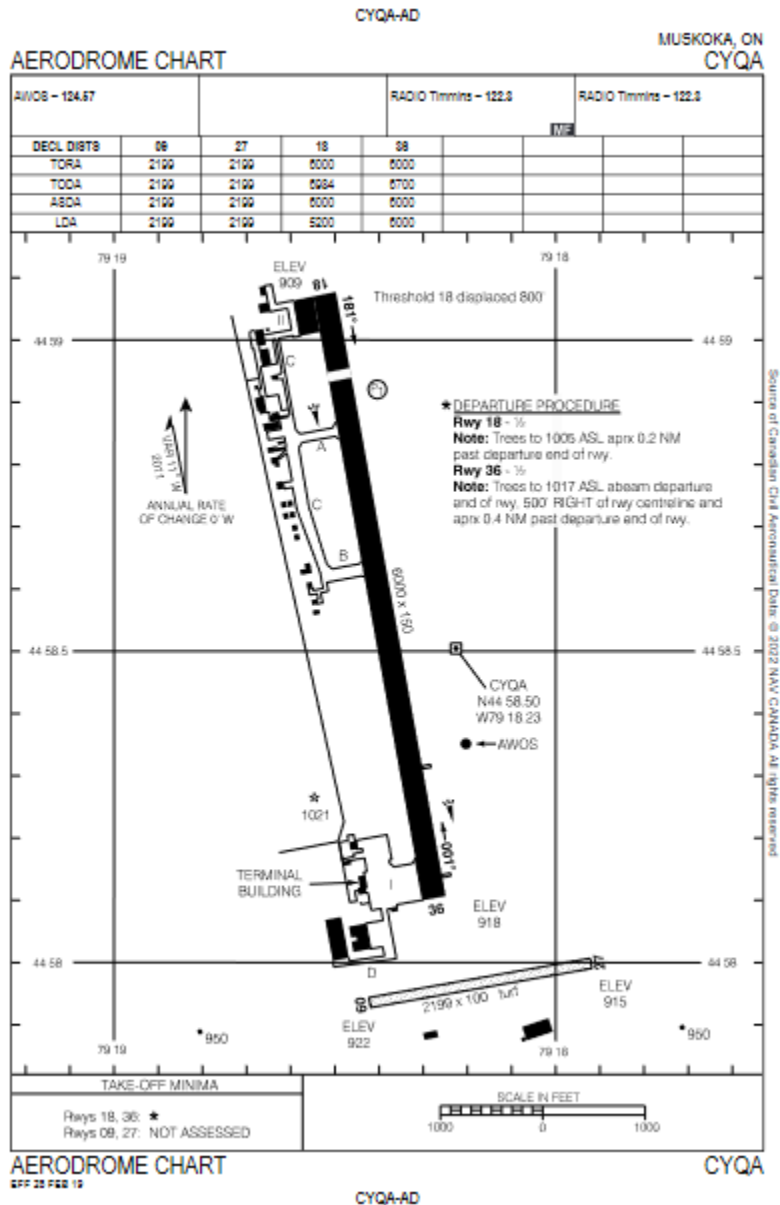 CYQA-AD
MUSKOKA, ON
AERODROME CHART
CYQA
AWOS – 124.57
RADIO Timmins – 122.3
RADIO Timmins – 122.3
MF
DECL DISTS 09 27 18 36
TORA 2199 2199 6000 6000
TODA 2199 2199 6984 6700
ASDA 2199 2199 6000 6000
LDA 2199 2199 5200 6000
79 19
79 18
ELEV
909
18
181°
Threshold 18 displaced 800'
II
44 59
44 59
C
A
C
B
VAR 11° W
2011
ANNUAL RATE
OF CHANGE 0' W
* DEPARTURE PROCEDURE
Rwy 18 - ½
Note: Trees to 1005 ASL aprx 0.2 NM
past departure end of rwy.
Rwy 36 - ½
Note: Trees to 1017 ASL abeam departure
end of rwy, 500' RIGHT of rwy centreline and
aprx 0.4 NM past departure end of rwy.
6000 x 150
44 58.5
44 58.5
CYQA
N44 58.50
W79 18.23
AWOS
1021
001°
TERMINAL
BUILDING
I
36
ELEV
918
44 58
44 58
D
09
2199 x 100 turf
27
ELEV
915
ELEV
922
950
950
79 19
79 18
Source of Canadian Civil Aeronautical Data: © 2022 NAV CANADA All rights reserved
TAKE-OFF MINIMA
Rwys 18, 36: *
Rwys 09, 27: NOT ASSESSED
SCALE IN FEET
1000 0 1000
AERODROME CHART
CYQA
EFF 28 FEB 19
CYQA-AD